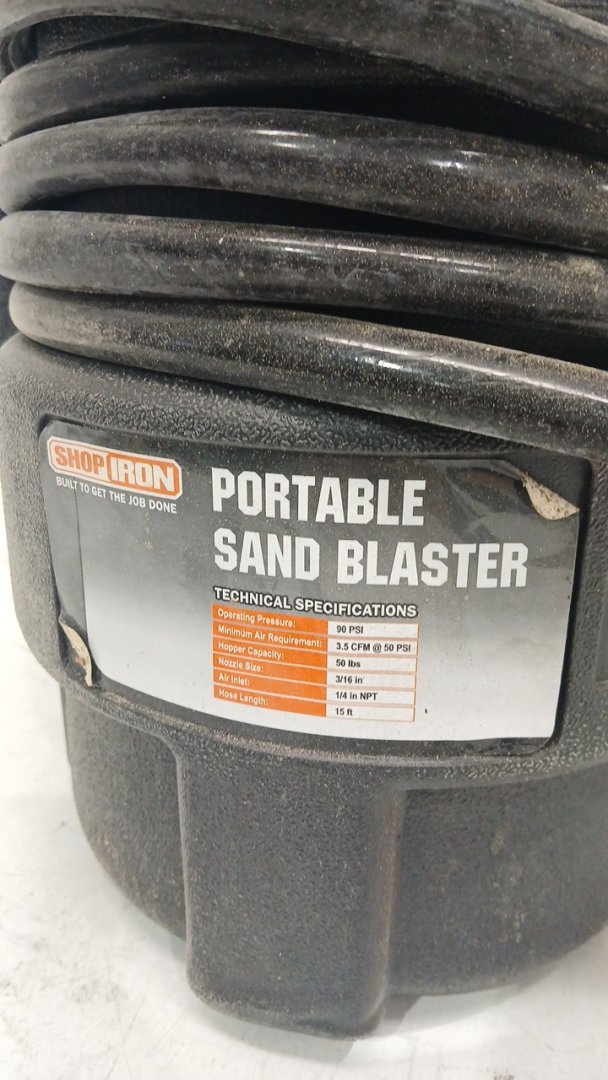 SHOP IRON
BUILT TO GET THE JOB DONE
PORTABLE
SAND BLASTER
TECHNICAL SPECIFICATIONS
Operating Pressure: 90 PSI
Minimum Air Requirement: 3.5 CFM @ 50 PSI
Hopper Capacity: 50 lbs
Nozzle Size: 3/16 in
Air Inlet: 1/4 in NPT
Hose Length: 15 ft